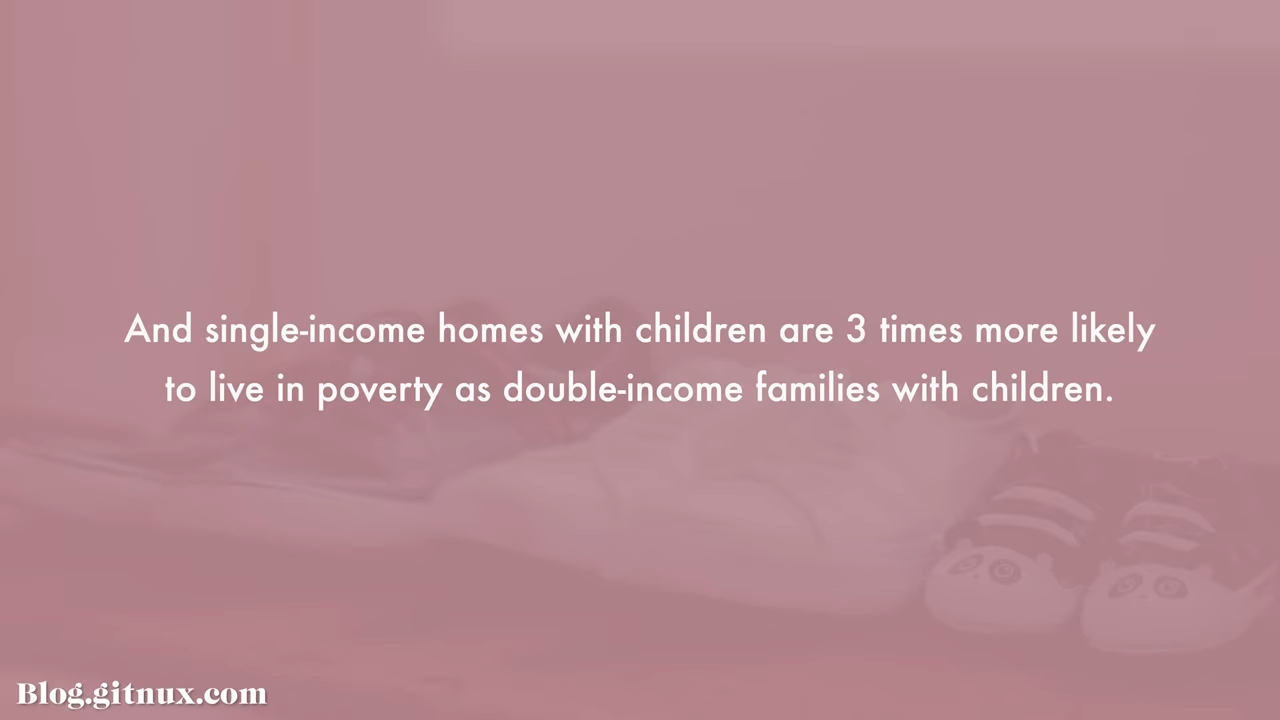 And single-income homes with children are 3 times more likely
to live in poverty as double-income families with children.
Blog.gitnux.com